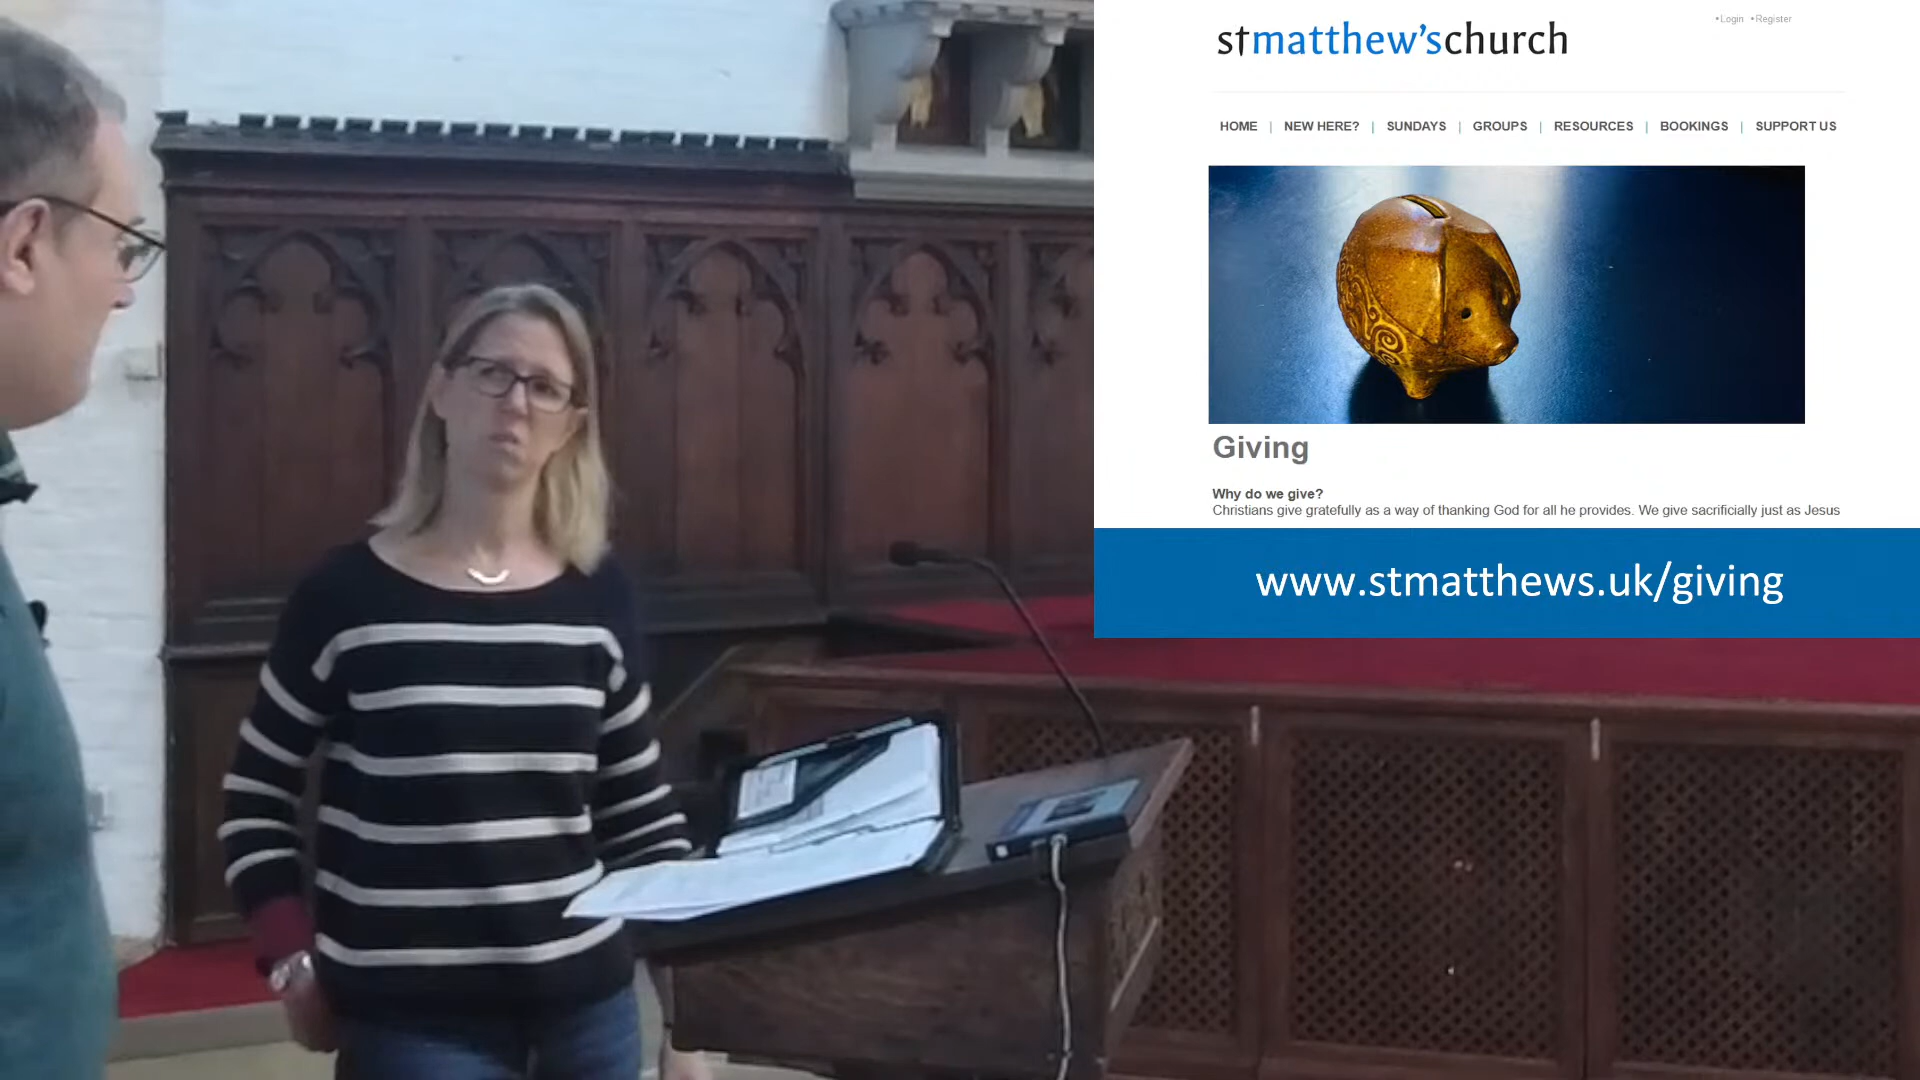 stmatthew'schurch
•Login •Register
HOME | NEW HERE? | SUNDAYS | GROUPS | RESOURCES | BOOKINGS | SUPPORT US
Giving
Why do we give?
Christians give gratefully as a way of thanking God for all he provides. We give sacrificially just as Jesus
www.stmatthews.uk/giving